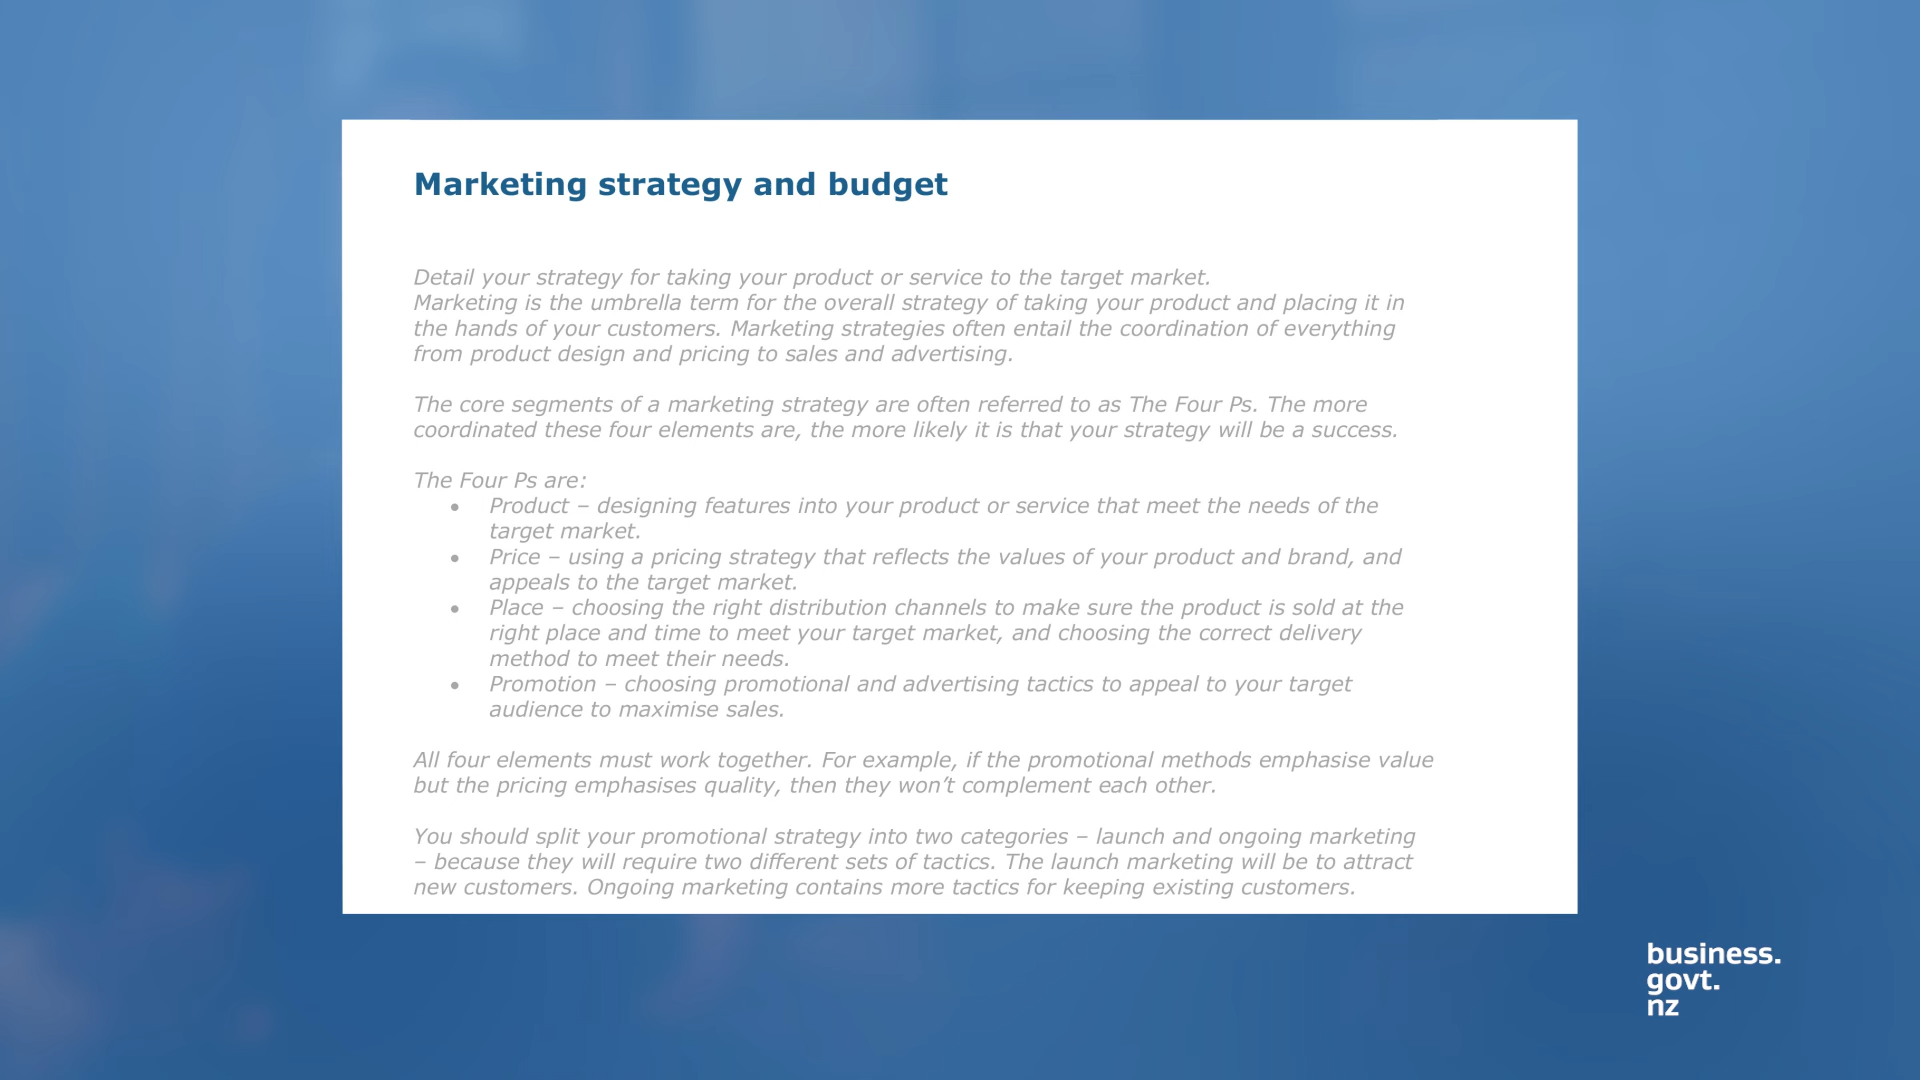 Marketing strategy and budget
Detail your strategy for taking your product or service to the target market.
Marketing is the umbrella term for the overall strategy of taking your product and placing it in
the hands of your customers. Marketing strategies often entail the coordination of everything
from product design and pricing to sales and advertising.
The core segments of a marketing strategy are often referred to as The Four Ps. The more
coordinated these four elements are, the more likely it is that your strategy will be a success.
The Four Ps are:
• Product – designing features into your product or service that meet the needs of the
target market.
• Price – using a pricing strategy that reflects the values of your product and brand, and
appeals to the target market.
• Place – choosing the right distribution channels to make sure the product is sold at the
right place and time to meet your target market, and choosing the correct delivery
method to meet their needs.
• Promotion – choosing promotional and advertising tactics to appeal to your target
audience to maximise sales.
All four elements must work together. For example, if the promotional methods emphasise value
but the pricing emphasises quality, then they won’t complement each other.
You should split your promotional strategy into two categories – launch and ongoing marketing
– because they will require two different sets of tactics. The launch marketing will be to attract
new customers. Ongoing marketing contains more tactics for keeping existing customers.
business.
govt.
nz